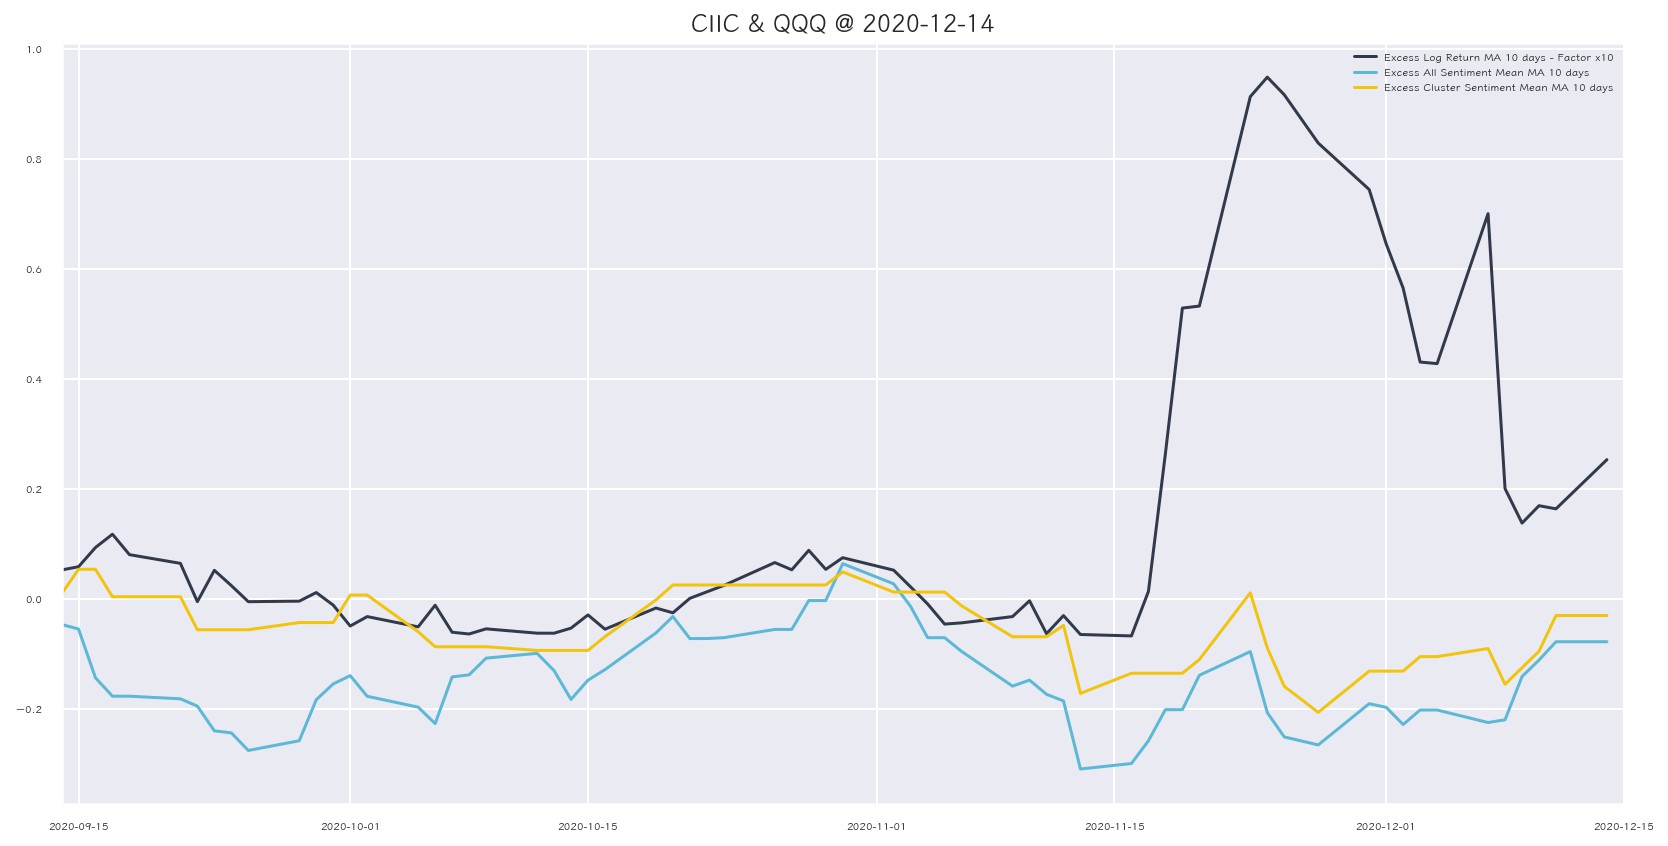 CIIC & QQQ @ 2020-12-14
Excess Log Return MA 10 days - Factor x10
Excess All Sentiment Mean MA 10 days
Excess Cluster Sentiment Mean MA 10 days
1.0
0.8
0.6
0.4
0.2
0.0
−0.2
2020-09-15 2020-10-01 2020-10-15 2020-11-01 2020-11-15 2020-12-01 2020-12-15